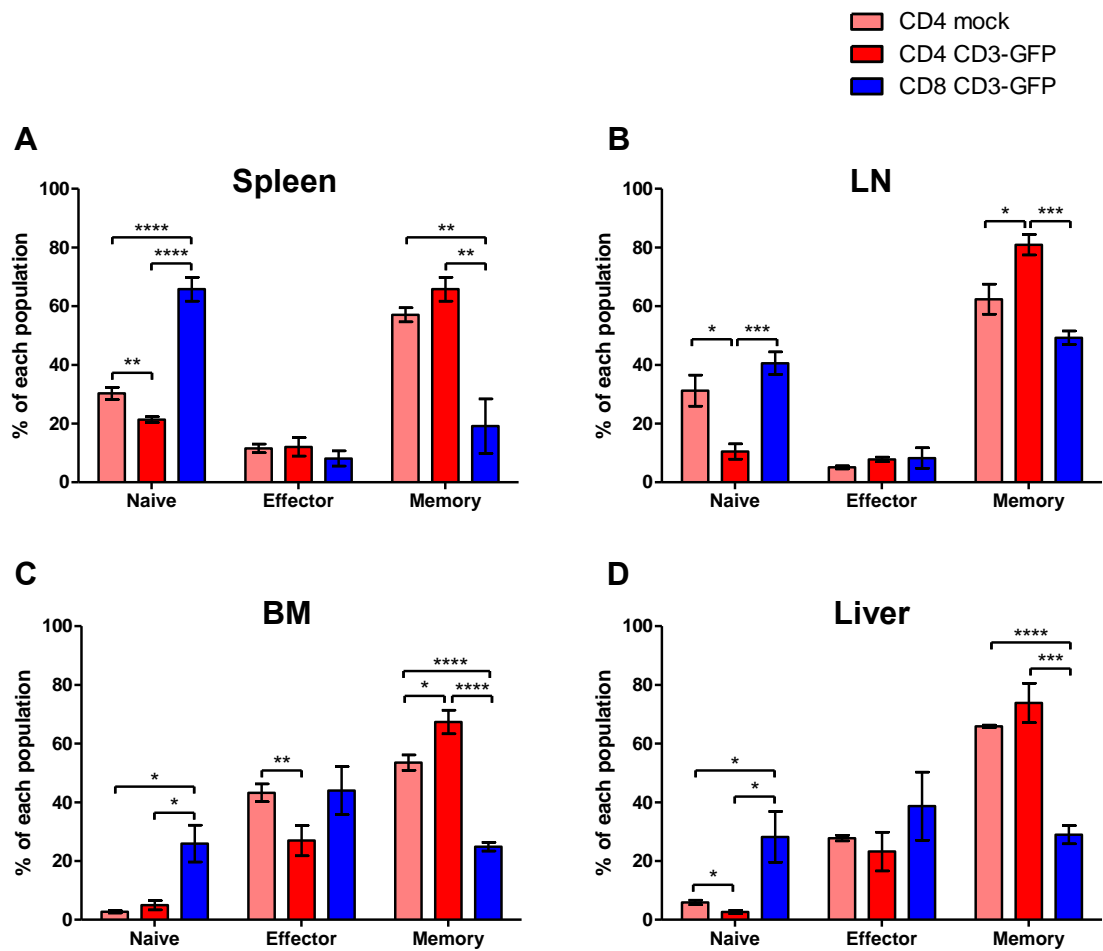 CD4 mock
CD4 CD3-GFP
CD8 CD3-GFP
A
Spleen
% of each population
100
80
60
40
20
0
****
****
**
**
**
Naive Effector Memory
B
LN
% of each population
100
80
60
40
20
0
* ***
* ***
Naive Effector Memory
C
BM
% of each population
100
80
60
40
20
0
****
* ****
**
*
*
Naive Effector Memory
D
Liver
% of each population
100
80
60
40
20
0
****
***
*
*
*
Naive Effector Memory